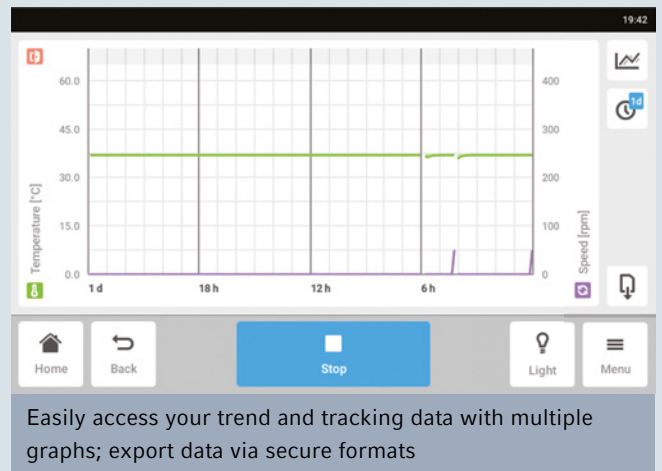 19:42
60.0
400
1d
45.0
300
30.0
200
15.0
100
0.0
0
Temperature [°C]
Speed [rpm]
1 d 18 h 12 h 6 h
Home Back Stop Light Menu
Easily access your trend and tracking data with multiple
graphs; export data via secure formats